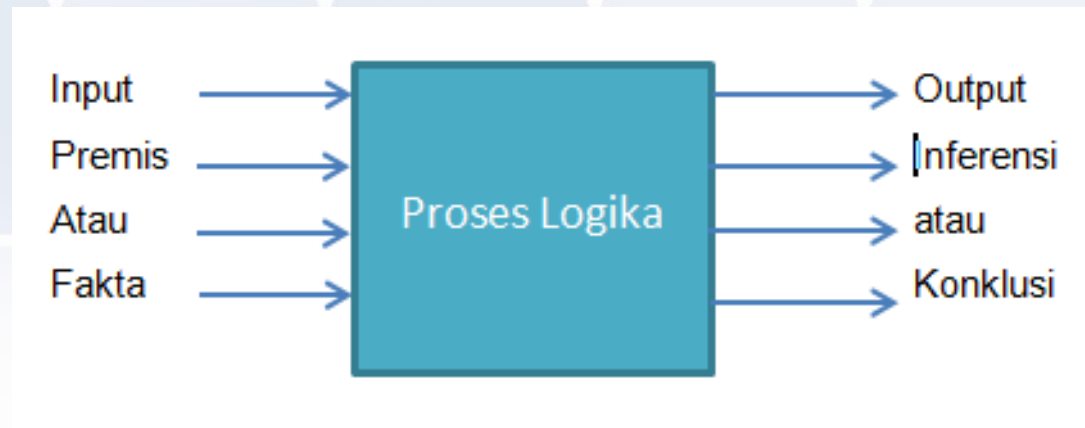 Input
Premis
Atau
Fakta
Proses Logika
Output
Inferensi
atau
Konklusi